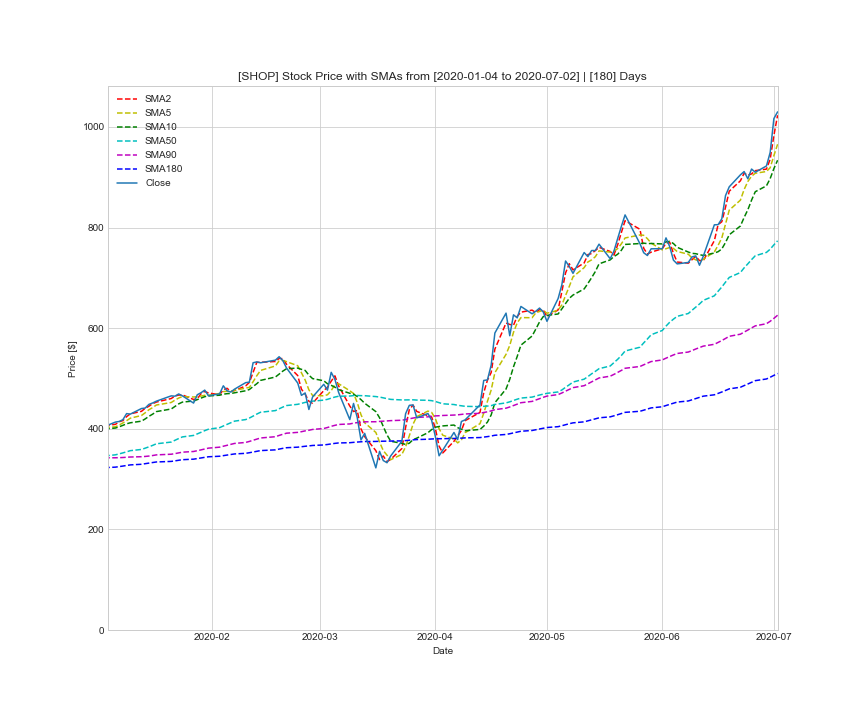 [SHOP] Stock Price with SMAs from [2020-01-04 to 2020-07-02] | [180] Days
SMA2
SMA5
SMA10
SMA50
SMA90
SMA180
Close
Price [$]
1000
800
600
400
200
0
2020-02 2020-03 2020-04 2020-05 2020-06 2020-07
Date